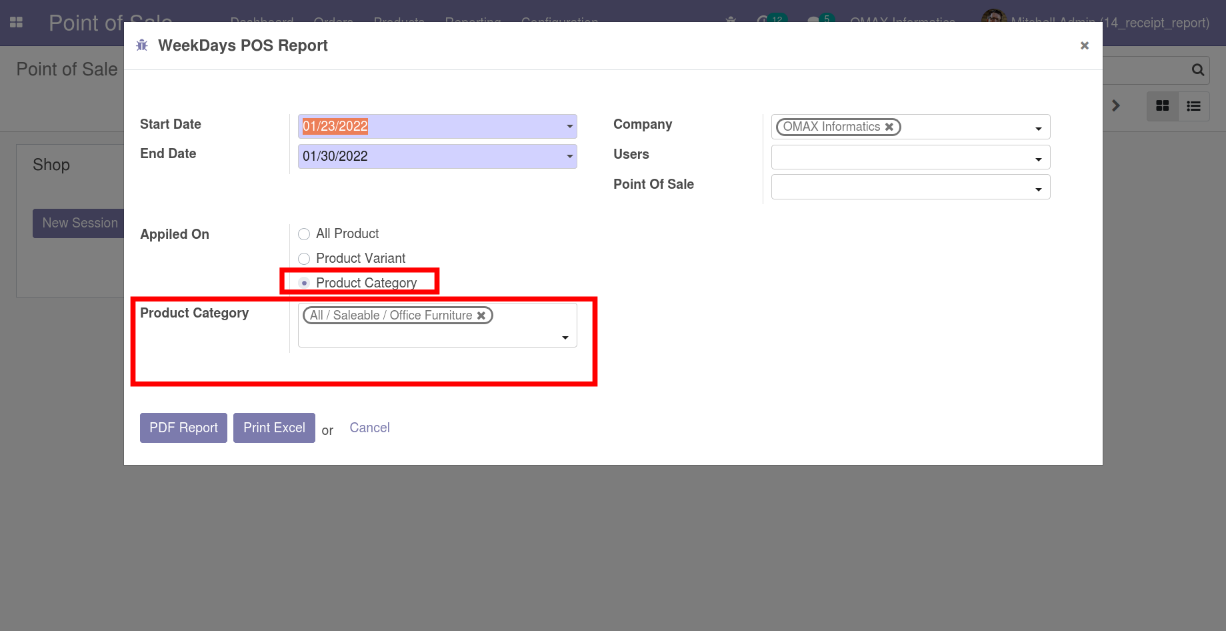 Point of Sale Dashboard Orders Products Reporting Configuration 12 5 OMAX Informatics Mitchell Admin (14_receipt_report)
WeekDays POS Report ×
Point of Sale
Start Date 01/23/2022 Company OMAX Informatics ✖
End Date 01/30/2022 Users
Shop
Point Of Sale
New Session
Appiled On All Product
Product Variant
Product Category
Product Category All / Saleable / Office Furniture ✖
PDF Report Print Excel or Cancel